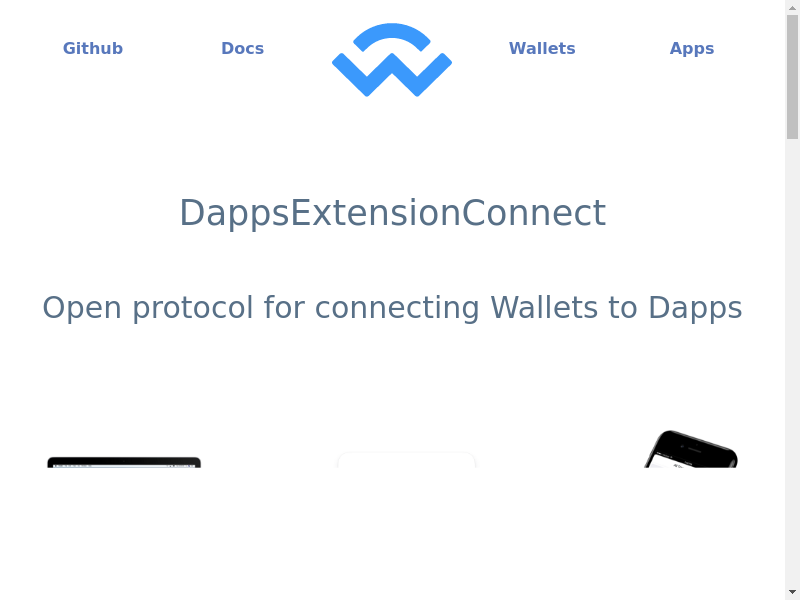 Github
Docs
Wallets
Apps
DappsExtensionConnect
Open protocol for connecting Wallets to Dapps